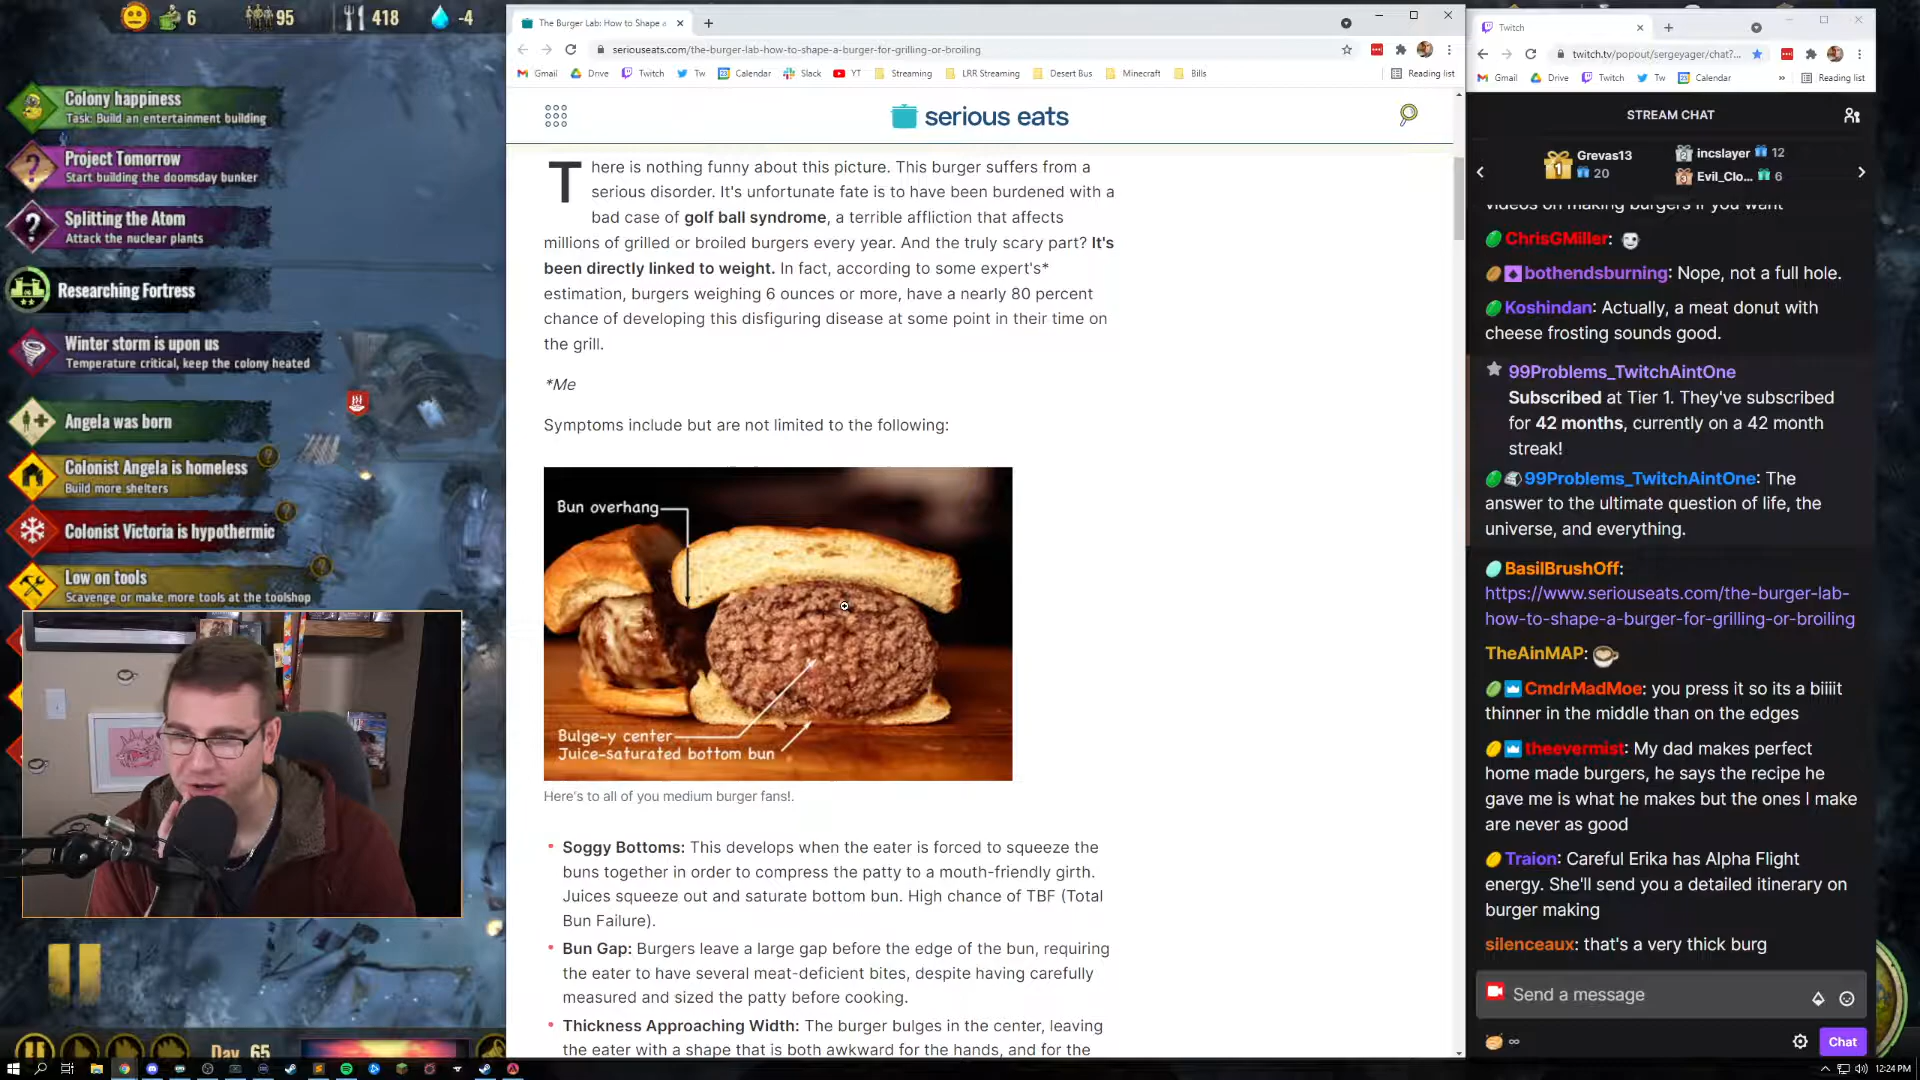 6
95
418
-4
Colony happiness
Task: Build an entertainment building
Project Tomorrow
Start building the doomsday bunker
Splitting the Atom
Attack the nuclear plants
Researching Fortress
Winter storm is upon us
Temperature critical, keep the colony heated
Angela was born
Colonist Angela is homeless
Build more shelters
Colonist Victoria is hypothermic
Low on tools
Scavenge or make more tools at the toolshop
Day 65
The Burger Lab: How to Shape a
seriouseats.com/the-burger-lab-how-to-shape-a-burger-for-grilling-or-broiling
Gmail Drive Twitch Tw Calendar Slack YT Streaming LRR Streaming Desert Bus Minecraft Bills Reading list
serious eats
There is nothing funny about this picture. This burger suffers from a
serious disorder. It's unfortunate fate is to have been burdened with a
bad case of golf ball syndrome, a terrible affliction that affects
millions of grilled or broiled burgers every year. And the truly scary part? It's
been directly linked to weight. In fact, according to some expert's*
estimation, burgers weighing 6 ounces or more, have a nearly 80 percent
chance of developing this disfiguring disease at some point in their time on
the grill.
*Me
Symptoms include but are not limited to the following:
Bun overhang
Bulge-y center
Juice-saturated bottom bun
Here's to all of you medium burger fans!.
• Soggy Bottoms: This develops when the eater is forced to squeeze the
buns together in order to compress the patty to a mouth-friendly girth.
Juices squeeze out and saturate bottom bun. High chance of TBF (Total
Bun Failure).
• Bun Gap: Burgers leave a large gap before the edge of the bun, requiring
the eater to have several meat-deficient bites, despite having carefully
measured and sized the patty before cooking.
• Thickness Approaching Width: The burger bulges in the center, leaving
the eater with a shape that is both awkward for the hands, and for the
Twitch
twitch.tv/popout/sergeyager/chat?...
Gmail Drive Twitch Tw Calendar » Reading list
STREAM CHAT
1 Grevas13 20
2 incslayer 12
3 Evil_Clo... 6
videos on making burgers if you want
ChrisGMiller:
bothendsburning: Nope, not a full hole.
Koshindan: Actually, a meat donut with
cheese frosting sounds good.
99Problems_TwitchAintOne
Subscribed at Tier 1. They've subscribed
for 42 months, currently on a 42 month
streak!
99Problems_TwitchAintOne: The
answer to the ultimate question of life, the
universe, and everything.
BasilBrushOff:
https://www.seriouseats.com/the-burger-lab-
how-to-shape-a-burger-for-grilling-or-broiling
TheAinMAP:
CmdrMadMoe: you press it so its a biiiit
thinner in the middle than on the edges
theevermist: My dad makes perfect
home made burgers, he says the recipe he
gave me is what he makes but the ones I make
are never as good
Traion: Careful Erika has Alpha Flight
energy. She'll send you a detailed itinerary on
burger making
silenceaux: that's a very thick burg
Send a message
∞
Chat
12:24 PM